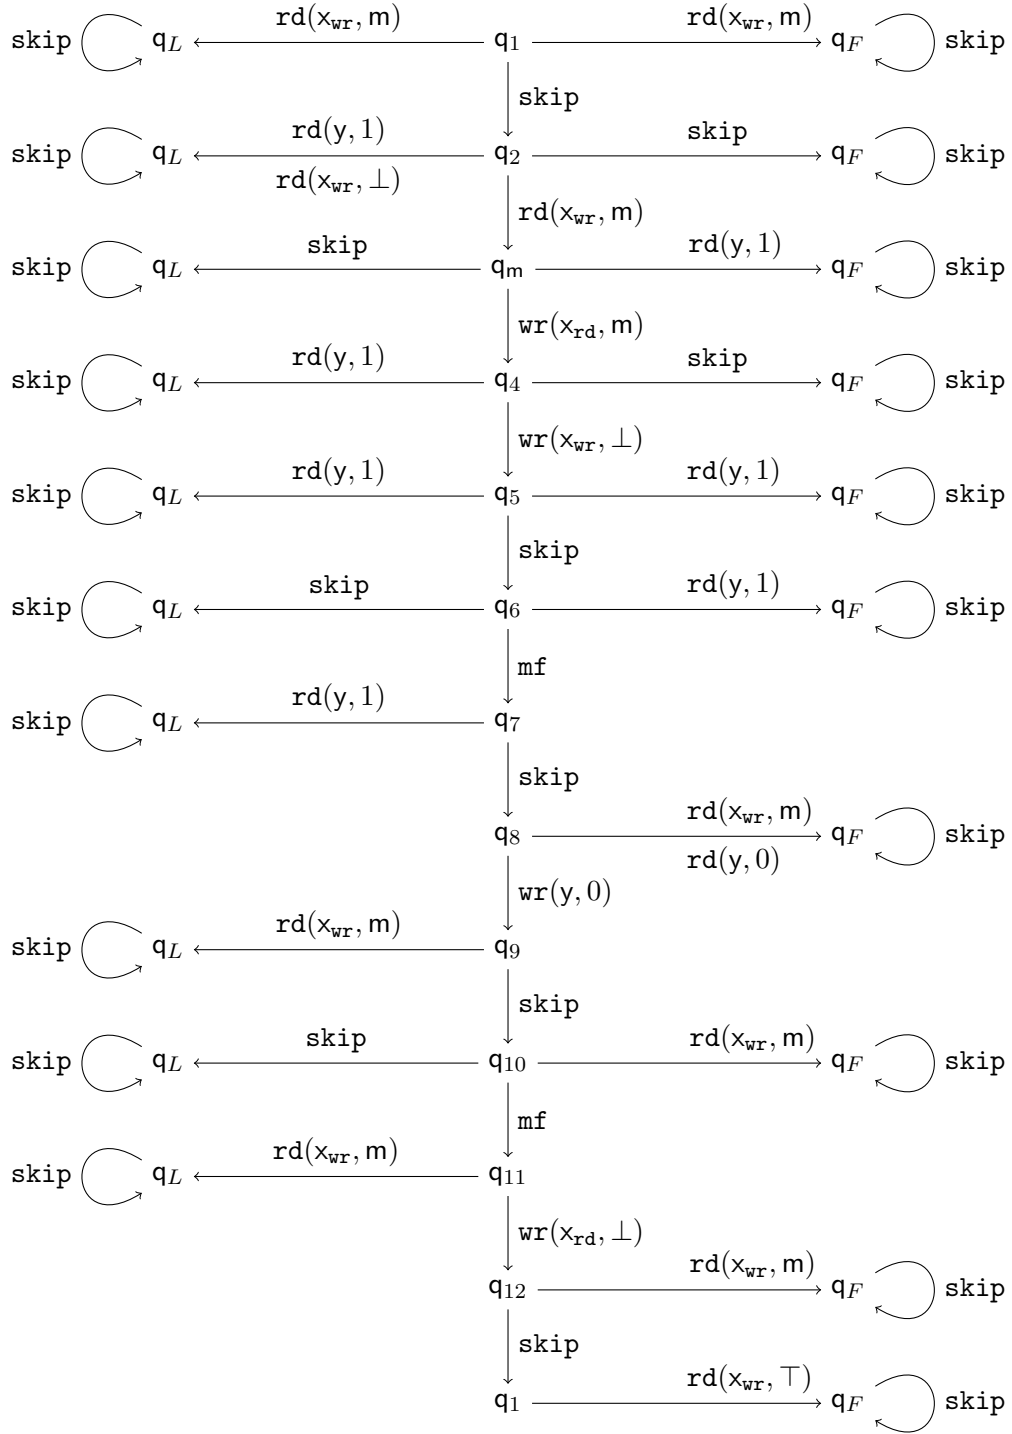 rd(x_wr, m) rd(x_wr, m)
skip q_L q_1 q_F skip
skip
rd(y, 1) skip
skip q_L q_2 q_F skip
rd(x_wr, ⊥)
rd(x_wr, m)
skip rd(y, 1)
skip q_L q_m q_F skip
wr(x_rd, m)
rd(y, 1) skip
skip q_L q_4 q_F skip
wr(x_wr, ⊥)
rd(y, 1) rd(y, 1)
skip q_L q_5 q_F skip
skip
skip rd(y, 1)
skip q_L q_6 q_F skip
mf
rd(y, 1)
skip q_L q_7
skip
rd(x_wr, m)
q_8 q_F skip
rd(y, 0)
wr(y, 0)
rd(x_wr, m)
skip q_L q_9
skip
skip rd(x_wr, m)
skip q_L q_10 q_F skip
mf
rd(x_wr, m)
skip q_L q_11
wr(x_rd, ⊥)
rd(x_wr, m)
q_12 q_F skip
skip
rd(x_wr, ⊤)
q_1 q_F skip